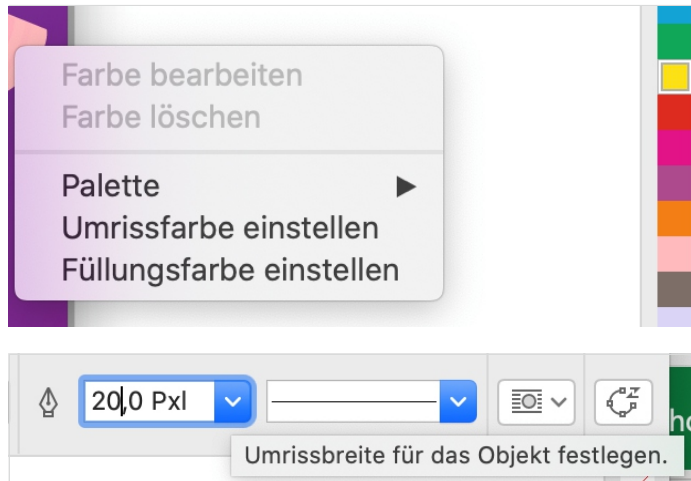 Farbe bearbeiten
Farbe löschen
Palette
Umrissfarbe einstellen
Füllungsfarbe einstellen
20,0 Pxl
Umrissbreite für das Objekt festlegen.